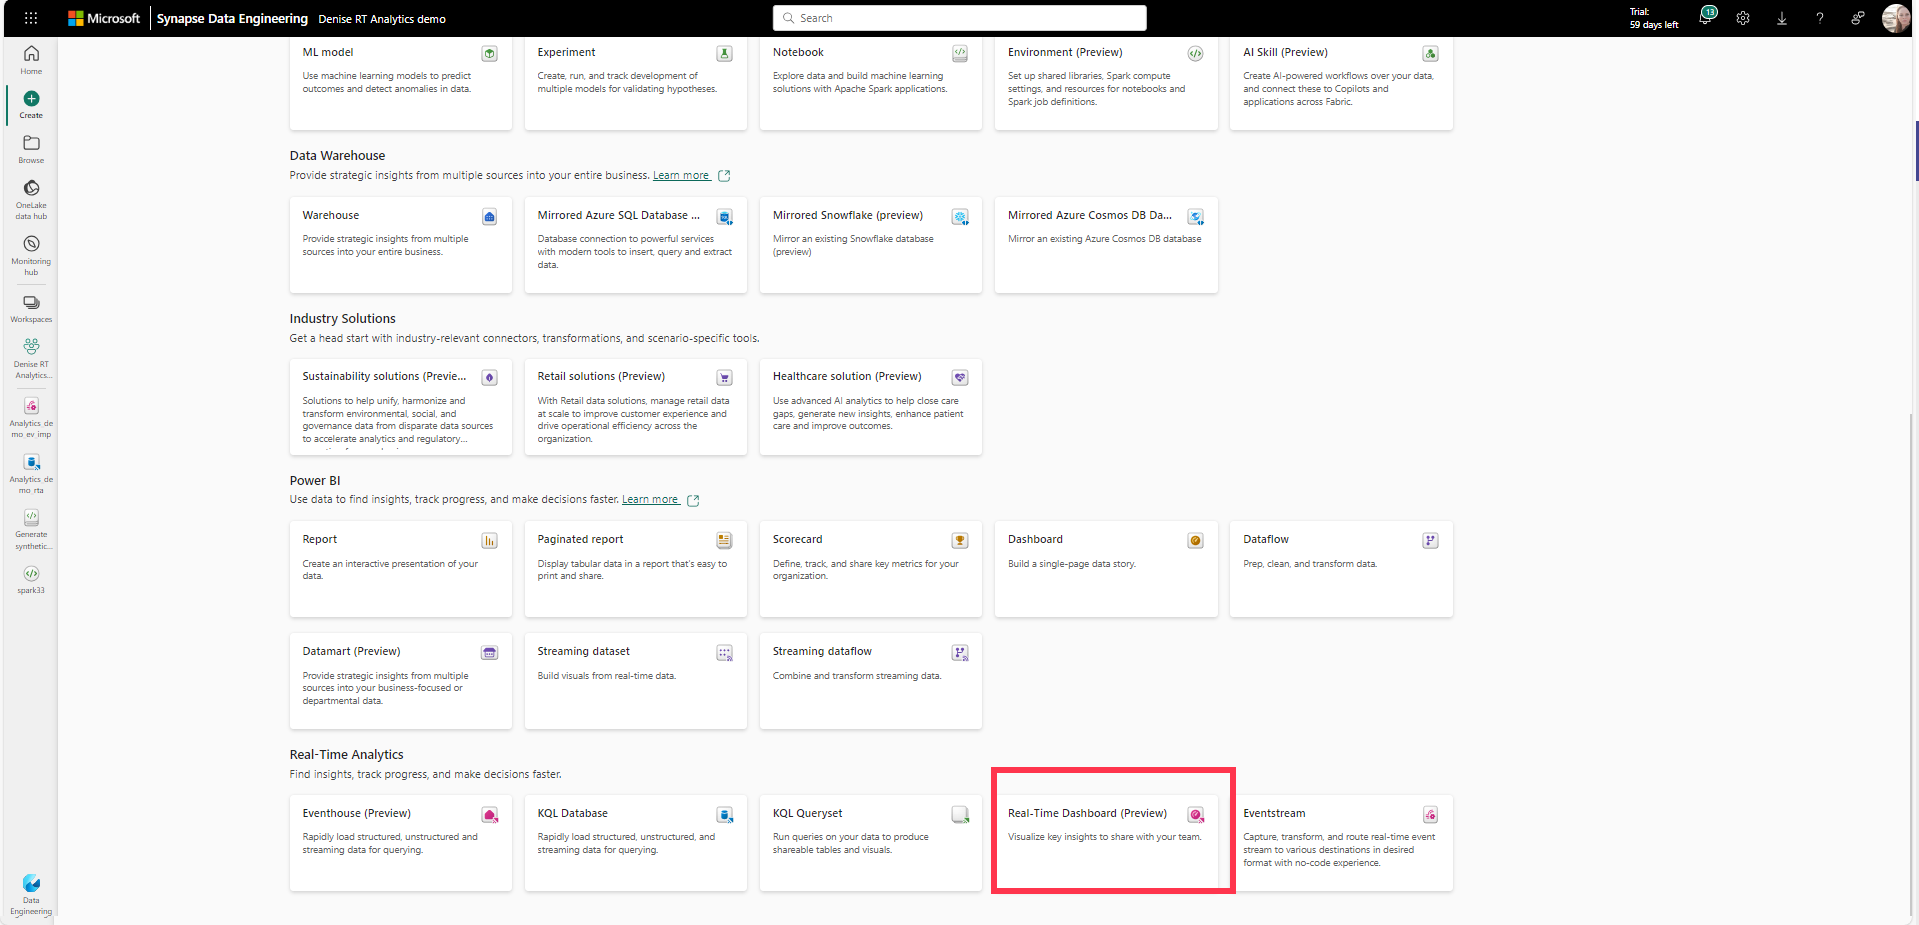 Microsoft
Synapse Data Engineering
Denise RT Analytics demo
Search
Trial:
59 days left
13
?
Home
Create
Browse
OneLake
data hub
Monitoring
hub
Workspaces
Denise RT
Analytics...
Analytics_de
mo_ev_imp
Analytics_de
mo_rta
Generate
synthetic...
spark33
Data
Engineering
ML model
Use machine learning models to predict
outcomes and detect anomalies in data.
Experiment
Create, run, and track development of
multiple models for validating hypotheses.
Notebook
Explore data and build machine learning
solutions with Apache Spark applications.
Environment (Preview)
Set up shared libraries, Spark compute
settings, and resources for notebooks and
Spark job definitions.
AI Skill (Preview)
Create AI-powered workflows over your data,
and connect these to Copilots and
applications across Fabric.
Data Warehouse
Provide strategic insights from multiple sources into your entire business. Learn more
Warehouse
Provide strategic insights from multiple
sources into your entire business.
Mirrored Azure SQL Database ...
Database connection to powerful services
with modern tools to insert, query and extract
data.
Mirrored Snowflake (preview)
Mirror an existing Snowflake database
(preview)
Mirrored Azure Cosmos DB Da...
Mirror an existing Azure Cosmos DB database
Industry Solutions
Get a head start with industry-relevant connectors, transformations, and scenario-specific tools.
Sustainability solutions (Previe...
Solutions to help unify, harmonize and
transform environmental, social, and
governance data from disparate data sources
to accelerate analytics and regulatory...
Retail solutions (Preview)
With Retail data solutions, manage retail data
at scale to improve customer experience and
drive operational efficiency across the
organization.
Healthcare solution (Preview)
Use advanced AI analytics to help close care
gaps, generate new insights, enhance patient
care and improve outcomes.
Power BI
Use data to find insights, track progress, and make decisions faster. Learn more
Report
Create an interactive presentation of your
data.
Paginated report
Display tabular data in a report that's easy to
print and share.
Scorecard
Define, track, and share key metrics for your
organization.
Dashboard
Build a single-page data story.
Dataflow
Prep, clean, and transform data.
Datamart (Preview)
Provide strategic insights from multiple
sources into your business-focused or
departmental data.
Streaming dataset
Build visuals from real-time data.
Streaming dataflow
Combine and transform streaming data.
Real-Time Analytics
Find insights, track progress, and make decisions faster.
Eventhouse (Preview)
Rapidly load structured, unstructured and
streaming data for querying.
KQL Database
Rapidly load structured, unstructured, and
streaming data for querying.
KQL Queryset
Run queries on your data to produce
shareable tables and visuals.
Real-Time Dashboard (Preview)
Visualize key insights to share with your team.
Eventstream
Capture, transform, and route real-time event
stream to various destinations in desired
format with no-code experience.